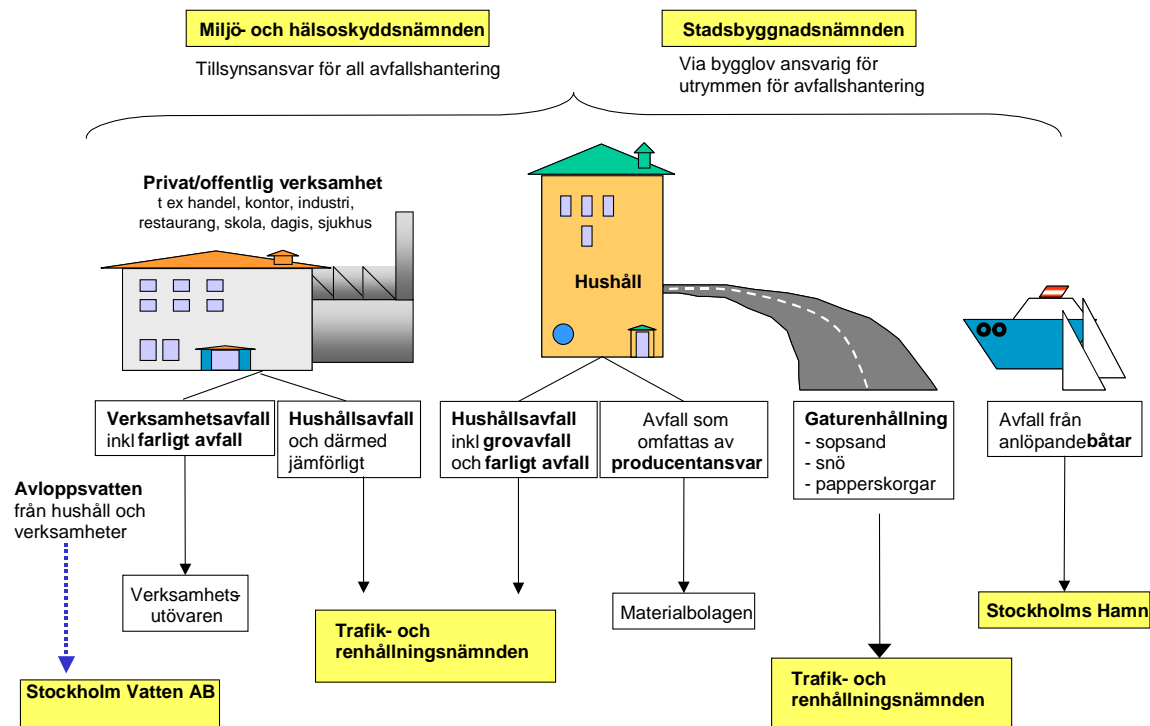 Miljö- och hälsoskyddsnämnden
Tillsynsansvar för all avfallshantering
Stadsbyggnadsnämnden
Via bygglov ansvarig för
utrymmen för avfallshantering
Privat/offentlig verksamhet
t ex handel, kontor, industri,
restaurang, skola, dagis, sjukhus
Hushåll
Verksamhetsavfall
inkl farligt avfall
Hushållsavfall
och därmed
jämförligt
Hushållsavfall
inkl grovavfall
och farligt avfall
Avfall som
omfattas av
producentansvar
Gaturenhållning
- sopsand
- snö
- papperskorgar
Avfall från
anlöpande båtar
Avloppsvatten
från hushåll och
verksamheter
Verksamhets-
utövaren
Trafik- och
renhållningsnämnden
Materialbolagen
Stockholms Hamn
Stockholm Vatten AB
Trafik- och
renhållningsnämnden